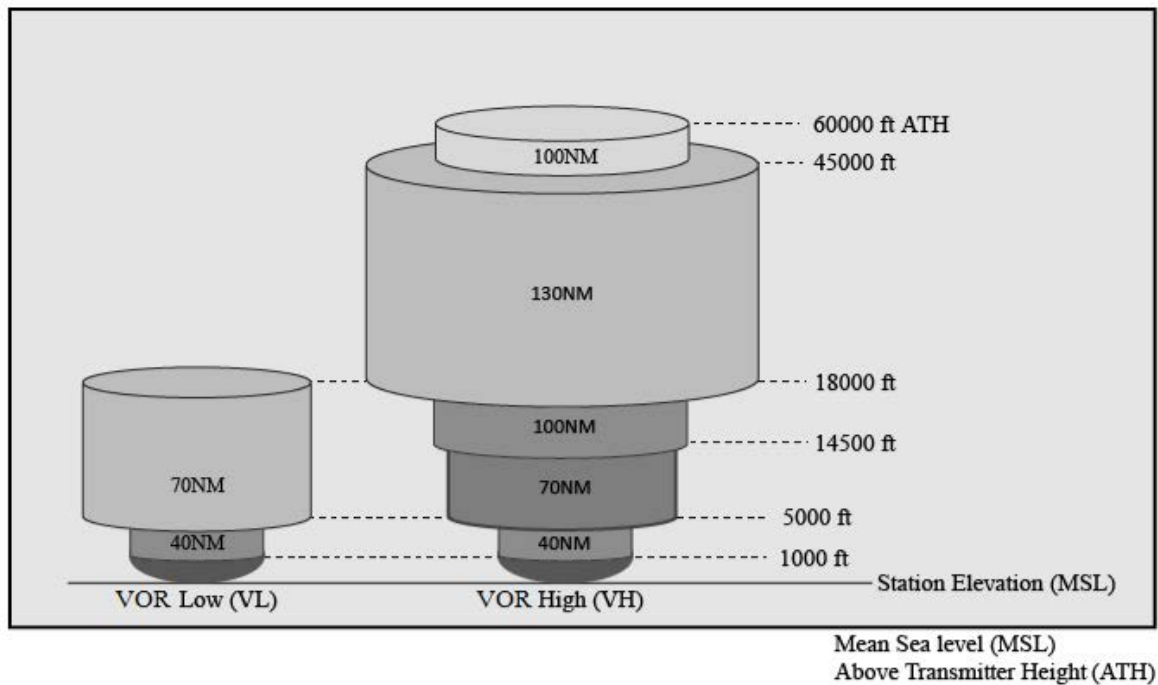 60000 ft ATH
100NM
45000 ft
130NM
18000 ft
100NM
14500 ft
70NM
70NM
5000 ft
40NM
40NM
1000 ft
Station Elevation (MSL)
VOR Low (VL)
VOR High (VH)
Mean Sea level (MSL)
Above Transmitter Height (ATH)